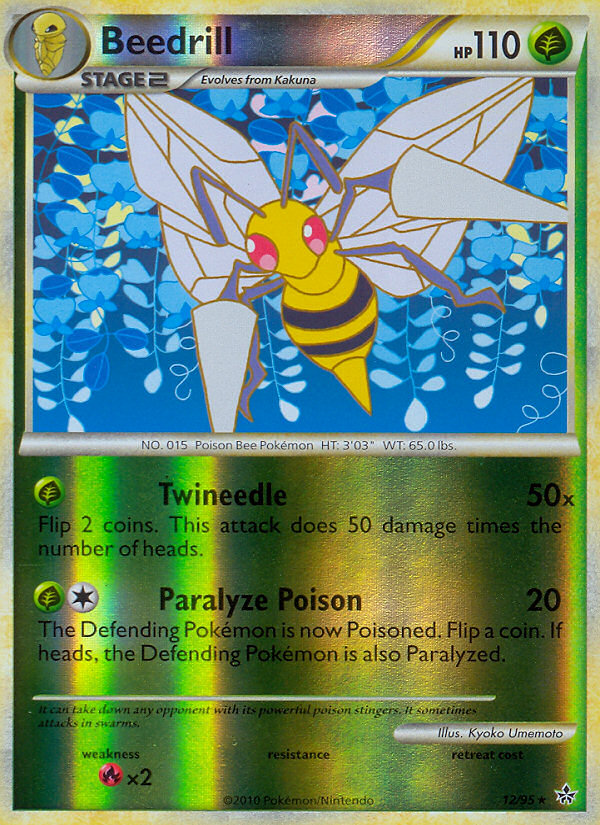 Beedrill
HP110
STAGE2
Evolves from Kakuna
NO. 015 Poison Bee Pokémon HT: 3'03" WT: 65.0 lbs.
Twineedle 50x
Flip 2 coins. This attack does 50 damage times the
number of heads.
Paralyze Poison 20
The Defending Pokémon is now Poisoned. Flip a coin. If
heads, the Defending Pokémon is also Paralyzed.
It can take down any opponent with its powerful poison stingers. It sometimes
attacks in swarms.
Illus. Kyoko Umemoto
weakness resistance retreat cost
×2
©2010 Pokémon/Nintendo 12/95 ★